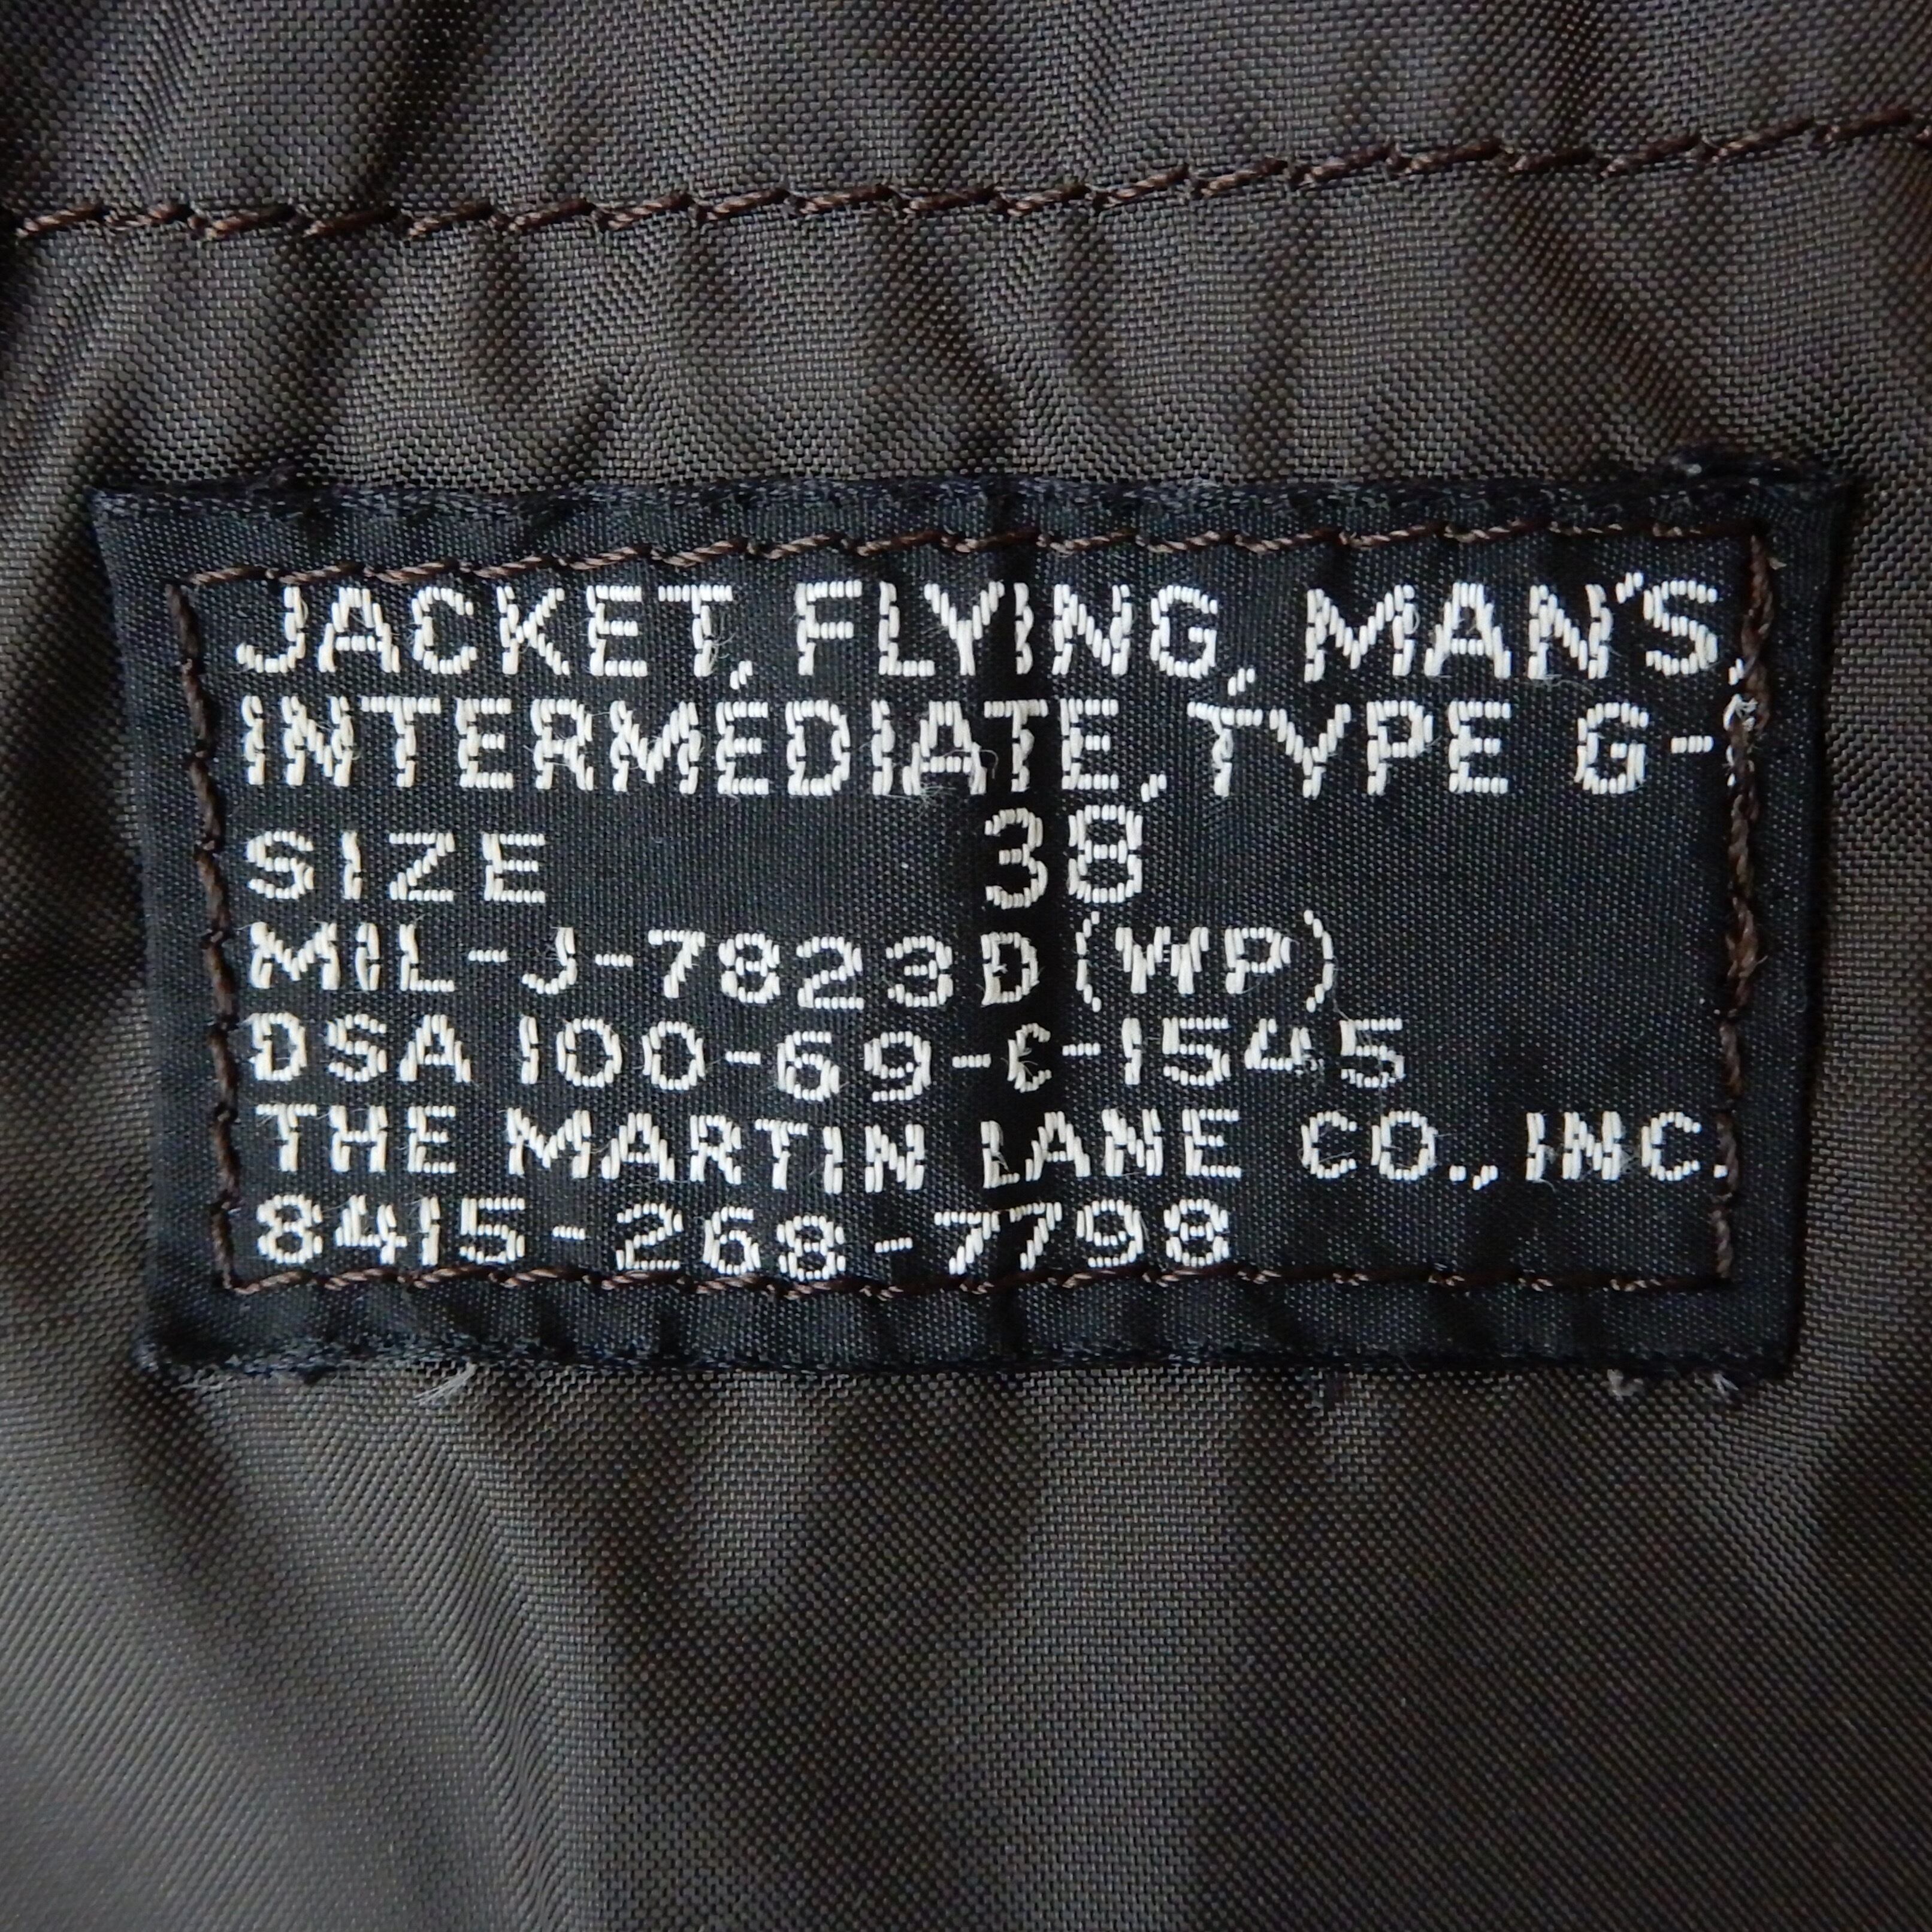 JACKET, FLYING, MAN'S,
INTERMEDIATE, TYPE G-
SIZE 38
MIL-J-7823D(WP)
DSA 100-69-C-1545
THE MARTIN LANE CO., INC.
8415-268-7798